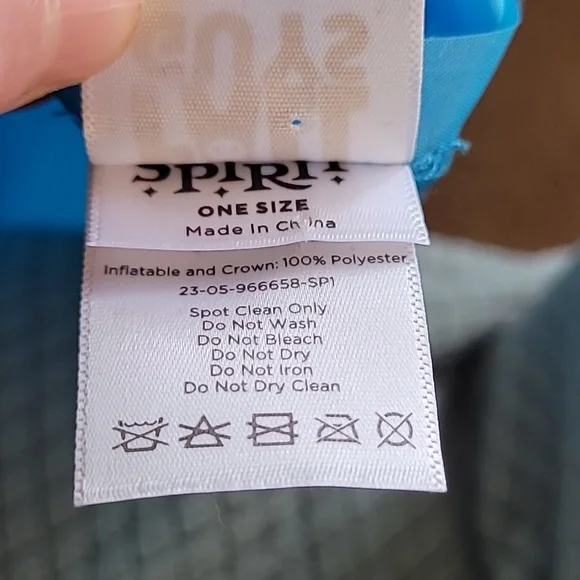 SPIRIT
ONE SIZE
Made In China
Inflatable and Crown: 100% Polyester
23-05-966658-SP1
Spot Clean Only
Do Not Wash
Do Not Bleach
Do Not Dry
Do Not Iron
Do Not Dry Clean